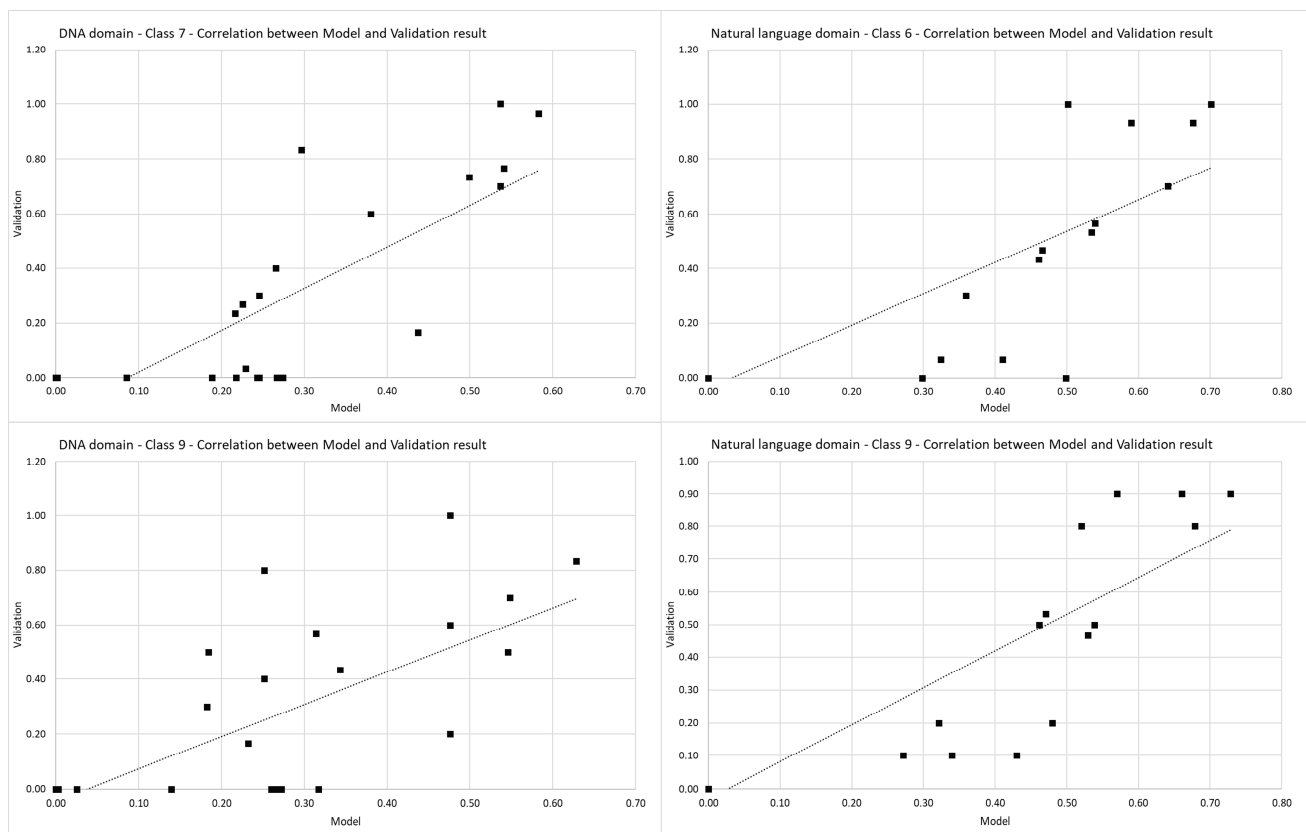 DNA domain - Class 7 - Correlation between Model and Validation result
1.20
1.00
0.80
0.60
0.40
0.20
0.00
Validation
0.00 0.10 0.20 0.30 0.40 0.50 0.60 0.70
Model
Natural language domain - Class 6 - Correlation between Model and Validation result
1.20
1.00
0.80
0.60
0.40
0.20
0.00
Validation
0.00 0.10 0.20 0.30 0.40 0.50 0.60 0.70 0.80
Model
DNA domain - Class 9 - Correlation between Model and Validation result
1.20
1.00
0.80
0.60
0.40
0.20
0.00
Validation
0.00 0.10 0.20 0.30 0.40 0.50 0.60 0.70
Model
Natural language domain - Class 9 - Correlation between Model and Validation result
1.00
0.90
0.80
0.70
0.60
0.50
0.40
0.30
0.20
0.10
0.00
Validation
0.00 0.10 0.20 0.30 0.40 0.50 0.60 0.70 0.80
Model